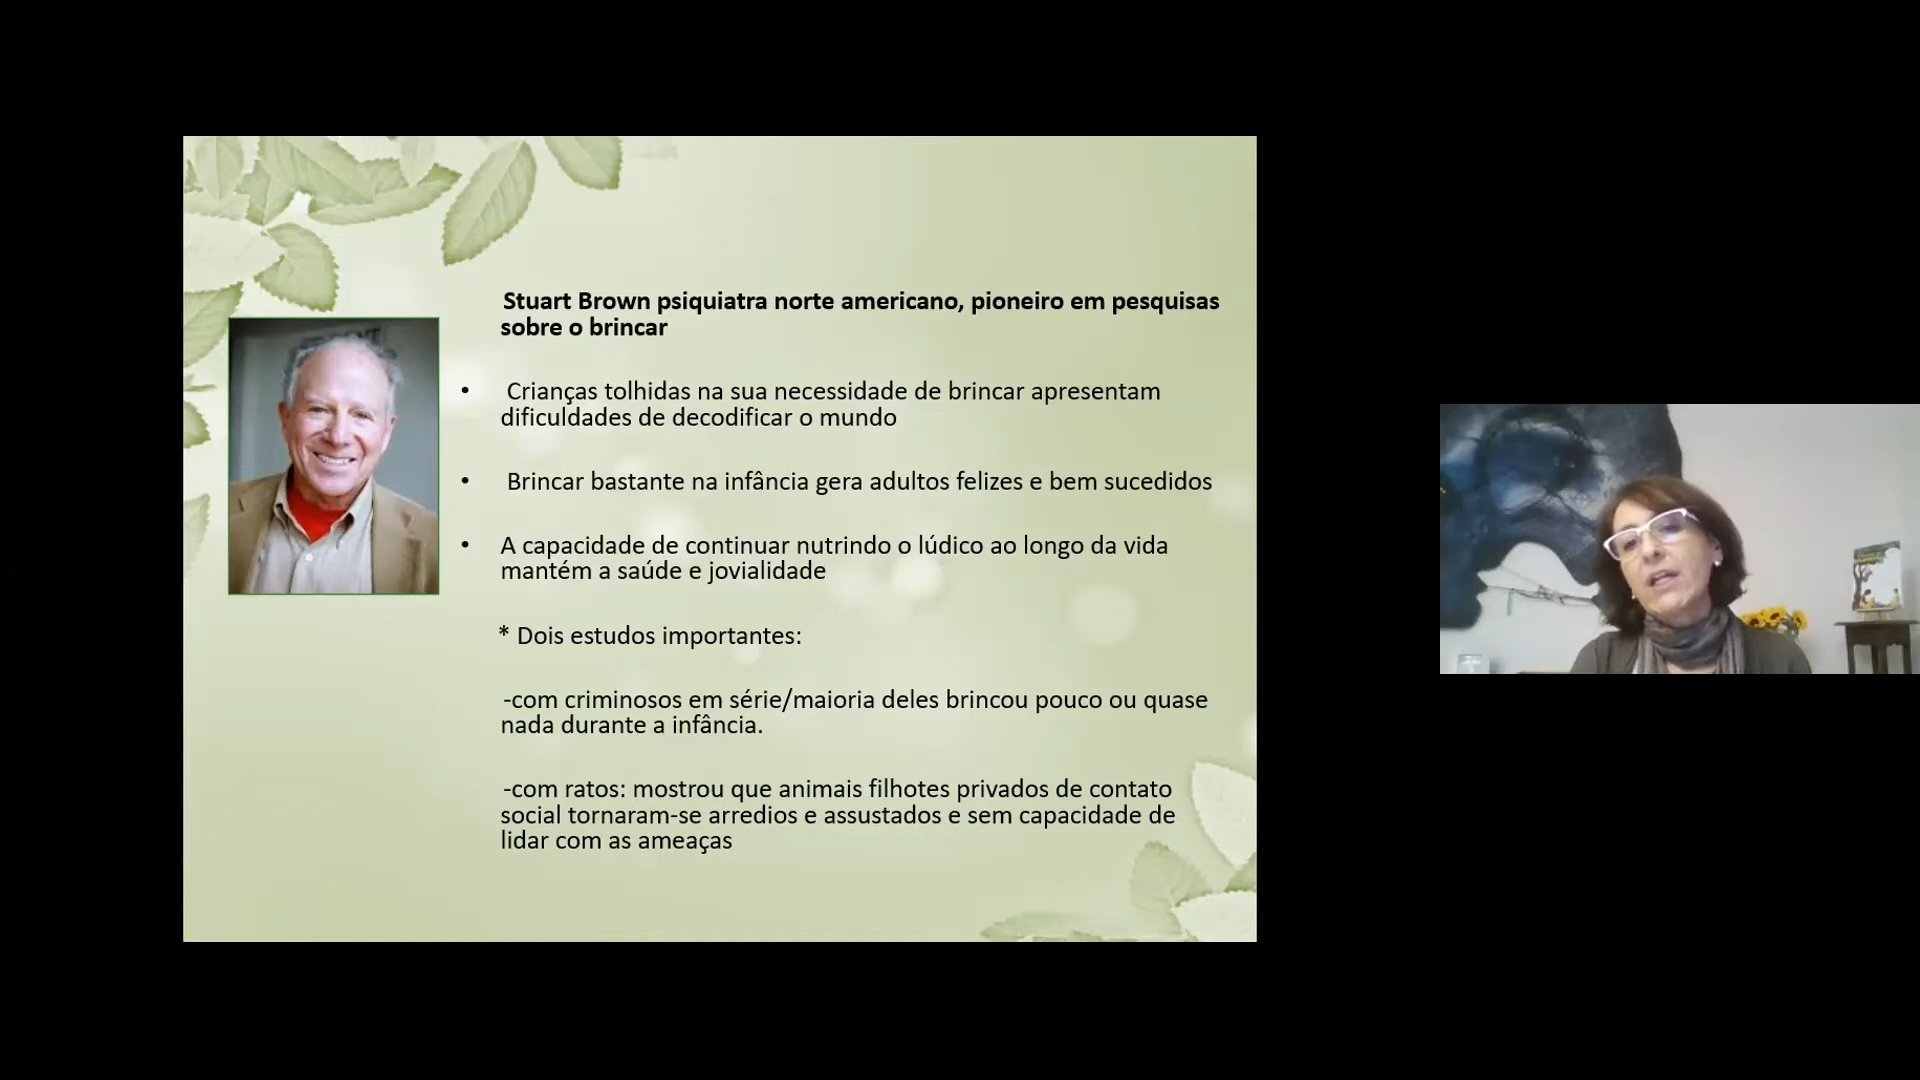 Stuart Brown psiquiatra norte americano, pioneiro em pesquisas
sobre o brincar
• Crianças tolhidas na sua necessidade de brincar apresentam
dificuldades de decodificar o mundo
• Brincar bastante na infância gera adultos felizes e bem sucedidos
• A capacidade de continuar nutrindo o lúdico ao longo da vida
mantém a saúde e jovialidade
* Dois estudos importantes:
-com criminosos em série/maioria deles brincou pouco ou quase
nada durante a infância.
-com ratos: mostrou que animais filhotes privados de contato
social tornaram-se arredios e assustados e sem capacidade de
lidar com as ameaças